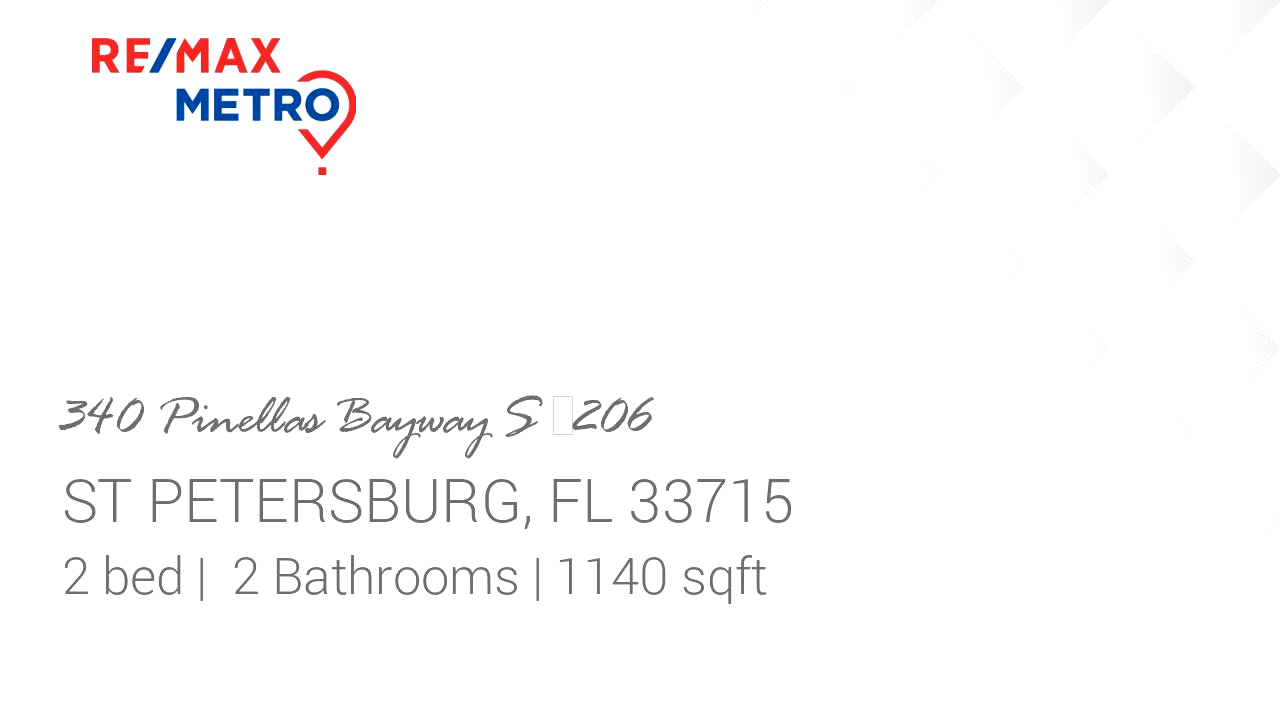 RE/MAX
METRO
340 Pinellas Bayway S 206
ST PETERSBURG, FL 33715
2 bed | 2 Bathrooms | 1140 sqft